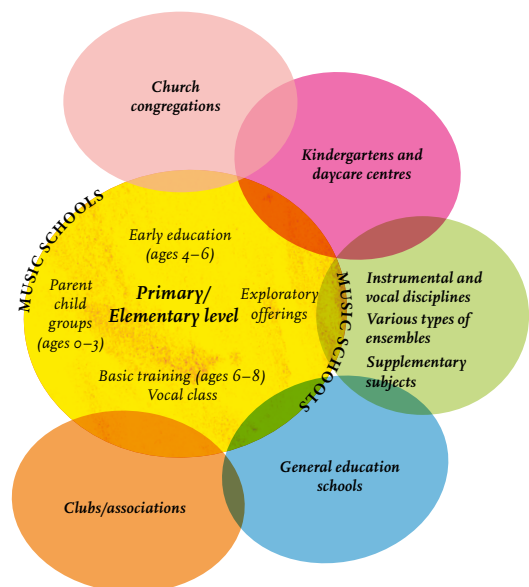 Church
congregations
Kindergartens and
daycare centres
MUSIC SCHOOLS
Early education
(ages 4–6)
Parent
child
groups
(ages 0–3)
Primary/
Elementary level
Exploratory
offerings
MUSIC SCHOOLS
Instrumental and
vocal disciplines
Various types of
ensembles
Supplementary
subjects
Basic training (ages 6–8)
Vocal class
General education
schools
Clubs/associations